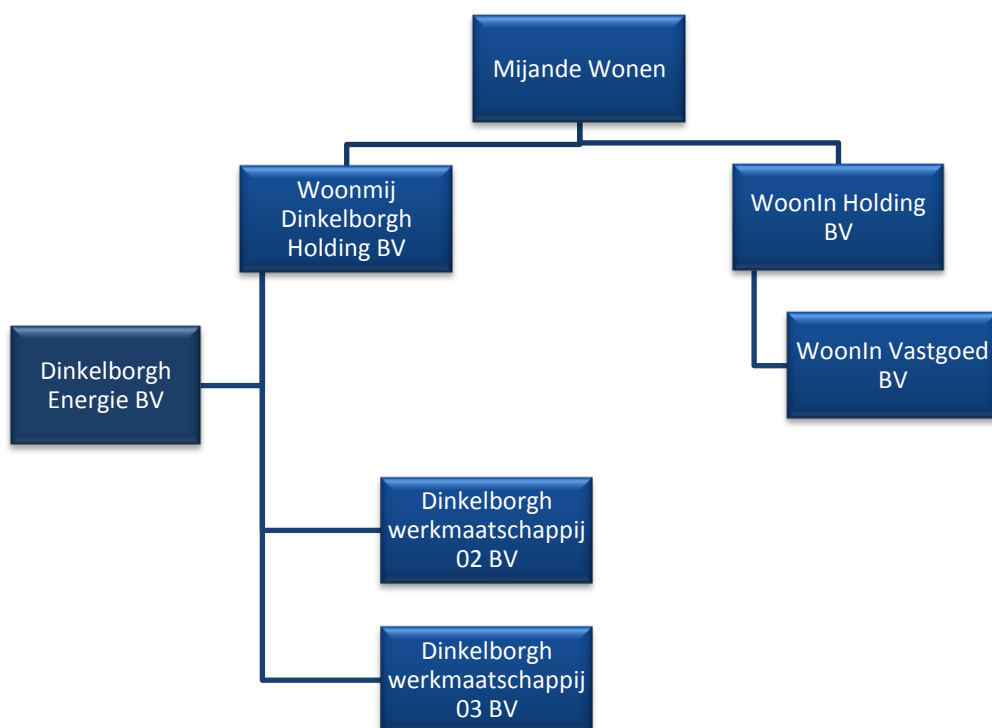 Mijande Wonen
Woonmij
Dinkelborgh
Holding BV
WoonIn Holding
BV
Dinkelborgh
Energie BV
WoonIn Vastgoed
BV
Dinkelborgh
werkmaatschappij
02 BV
Dinkelborgh
werkmaatschappij
03 BV